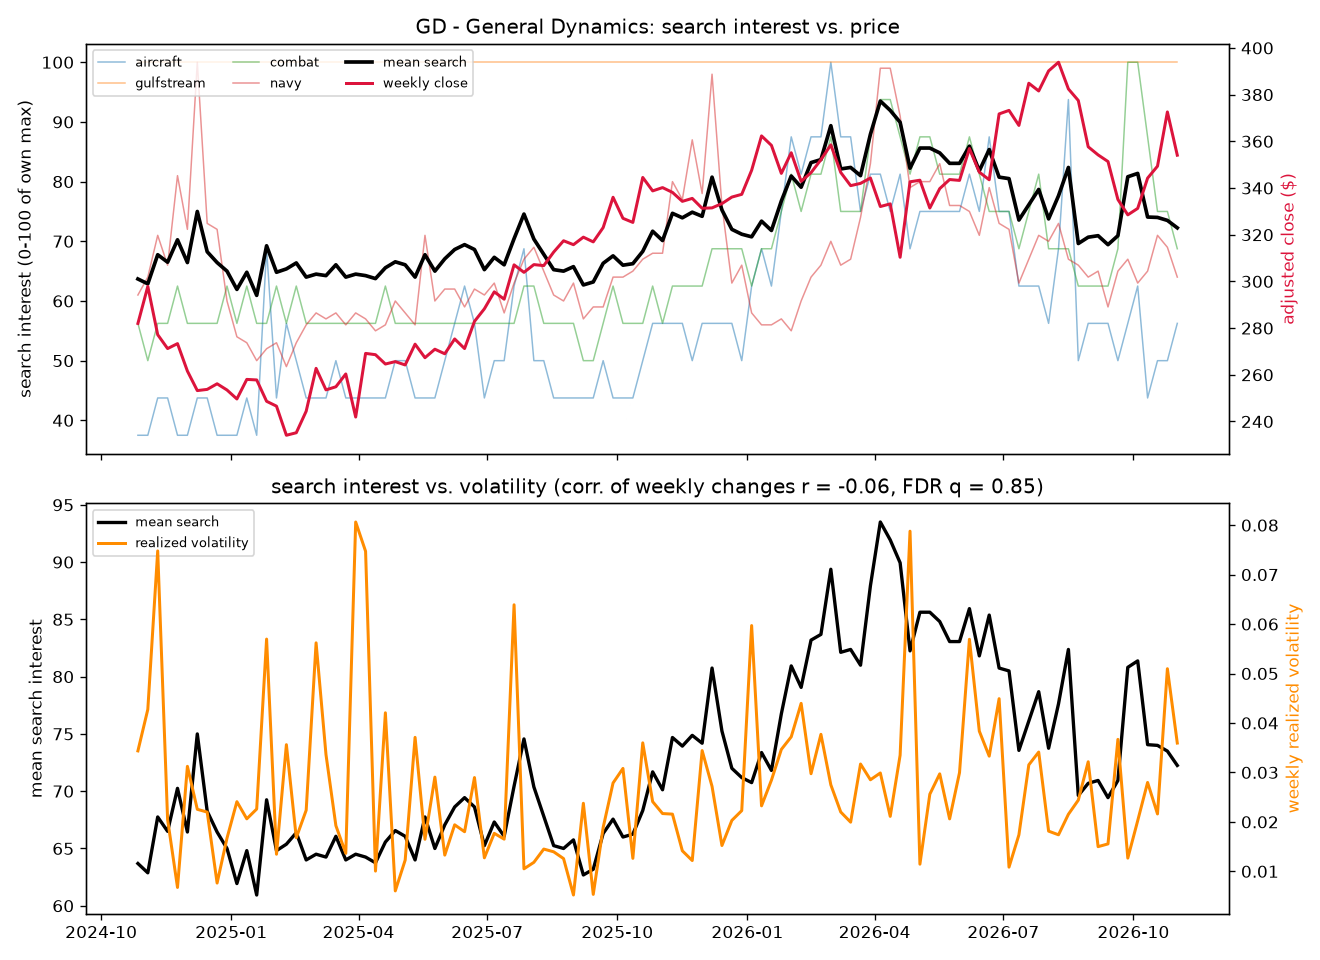 GD - General Dynamics: search interest vs. price
aircraft
gulfstream
combat
navy
mean search
weekly close
search interest (0-100 of own max)
100
90
80
70
60
50
40
adjusted close ($)
400
380
360
340
320
300
280
260
240
search interest vs. volatility (corr. of weekly changes r = -0.06, FDR q = 0.85)
mean search
realized volatility
mean search interest
95
90
85
80
75
70
65
60
weekly realized volatility
0.08
0.07
0.06
0.05
0.04
0.03
0.02
0.01
2024-10
2025-01
2025-04
2025-07
2025-10
2026-01
2026-04
2026-07
2026-10